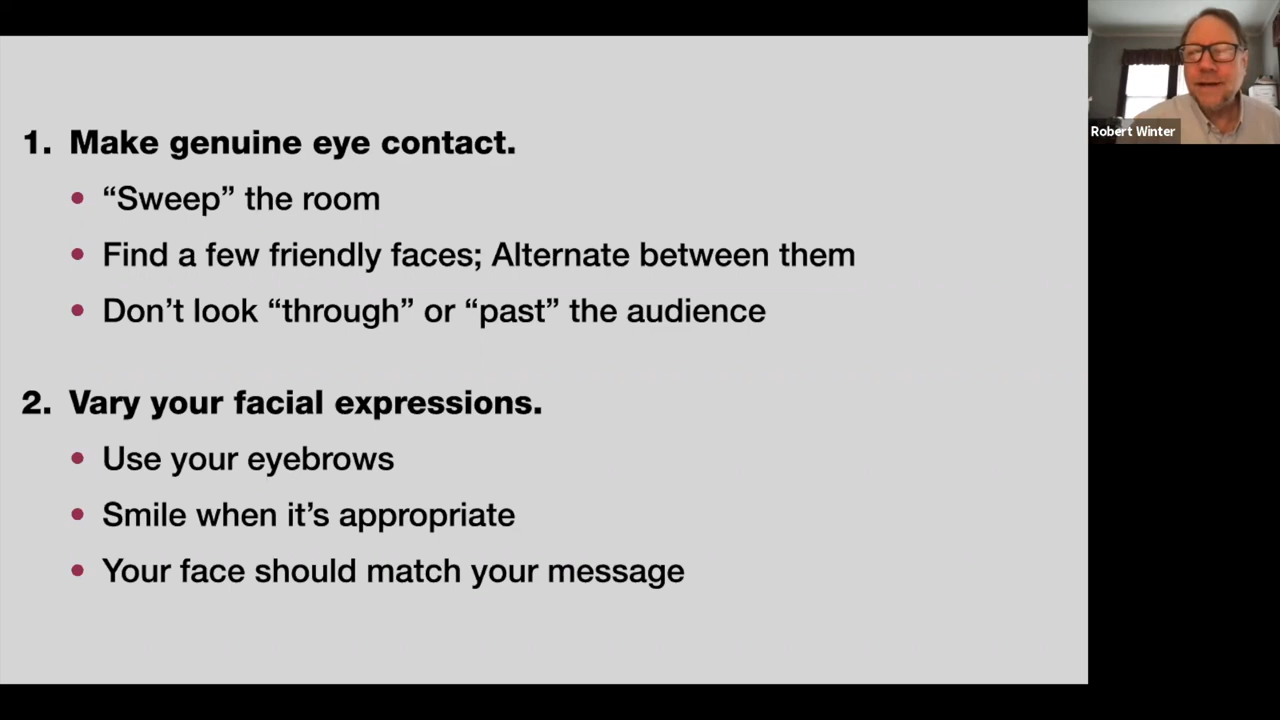 1. Make genuine eye contact.
• “Sweep” the room
• Find a few friendly faces; Alternate between them
• Don’t look “through” or “past” the audience
2. Vary your facial expressions.
• Use your eyebrows
• Smile when it’s appropriate
• Your face should match your message
Robert Winter